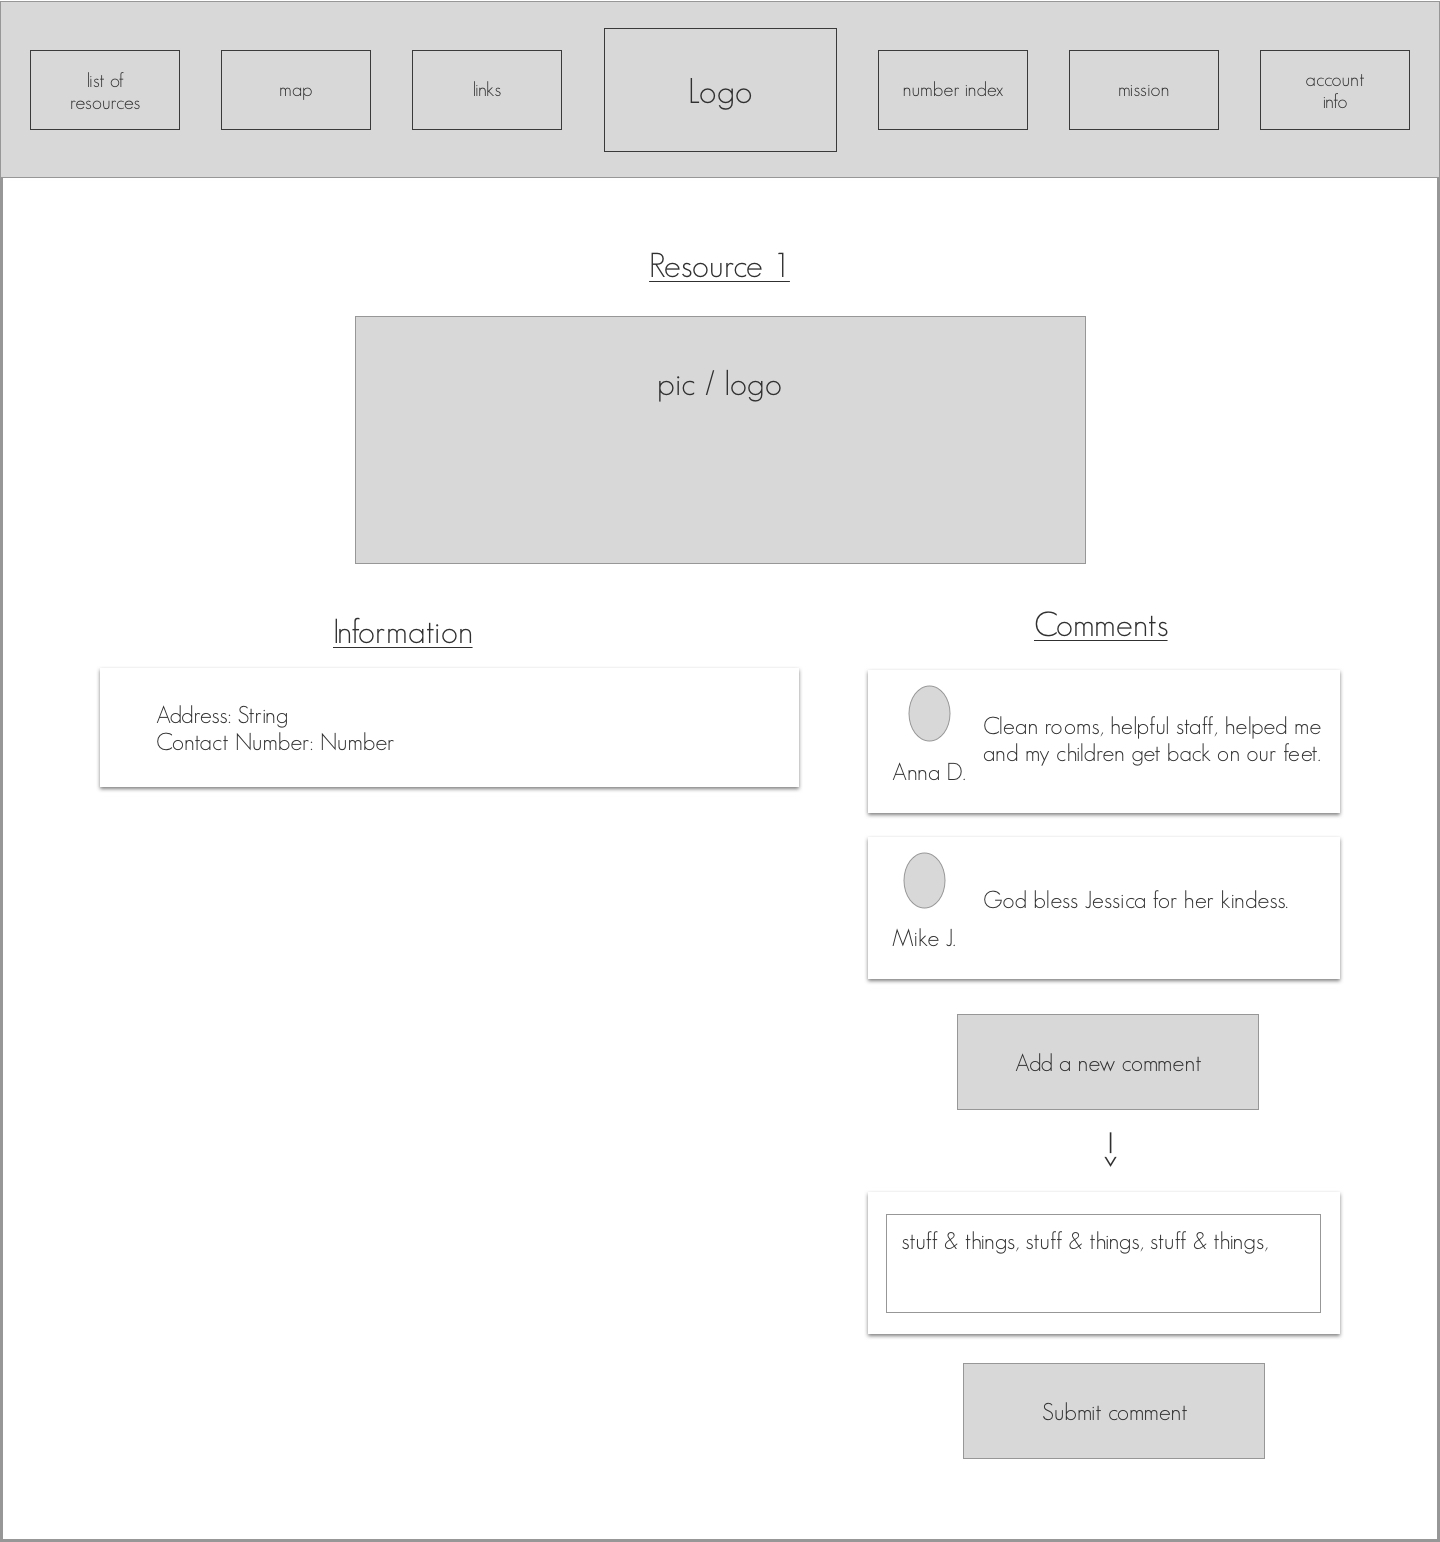 list of
resources
map
links
Logo
number index
mission
account
info
Resource 1
pic / logo
Information
Address: String
Contact Number: Number
Comments
Clean rooms, helpful staff, helped me
and my children get back on our feet.
Anna D.
God bless Jessica for her kindess.
Mike J.
Add a new comment
stuff & things, stuff & things, stuff & things,
Submit comment